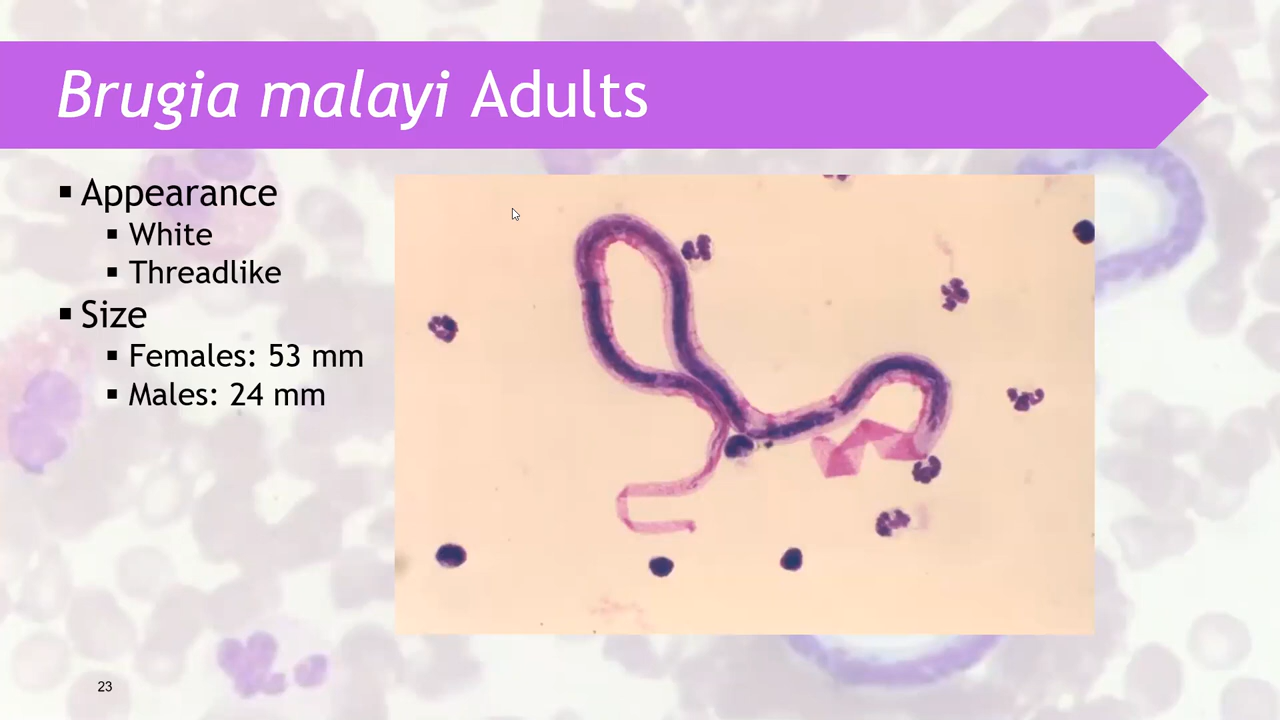 Brugia malayi Adults
▪ Appearance
▪ White
▪ Threadlike
▪ Size
▪ Females: 53 mm
▪ Males: 24 mm
23